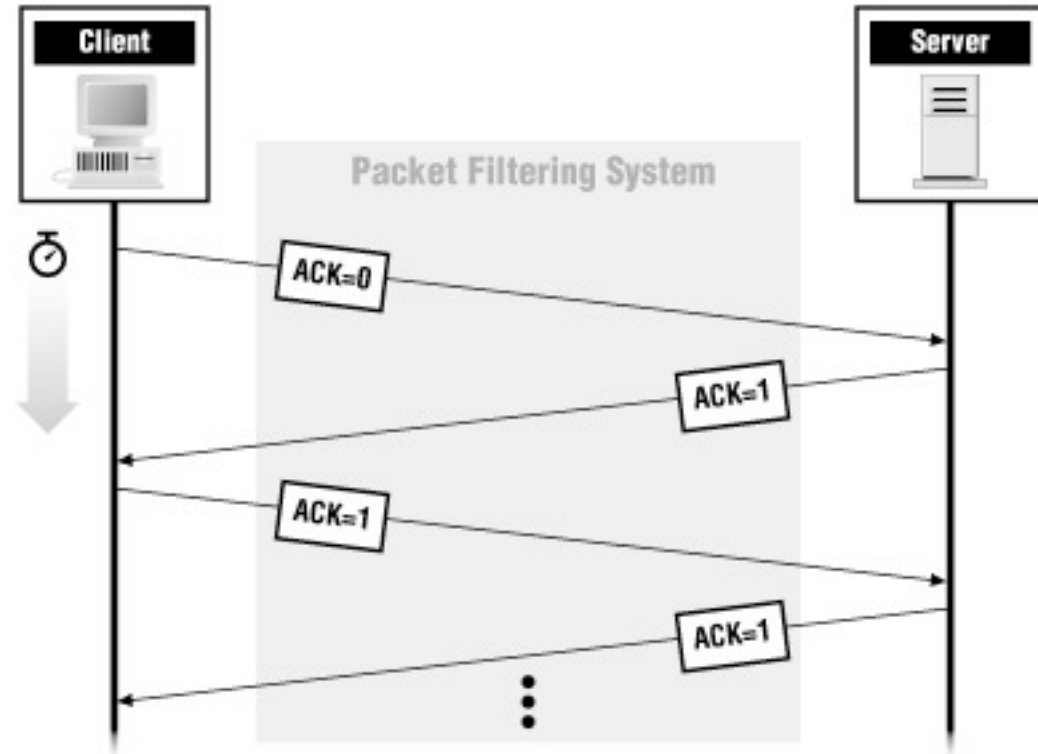 Client
Server
Packet Filtering System
ACK=0
ACK=1
ACK=1
ACK=1